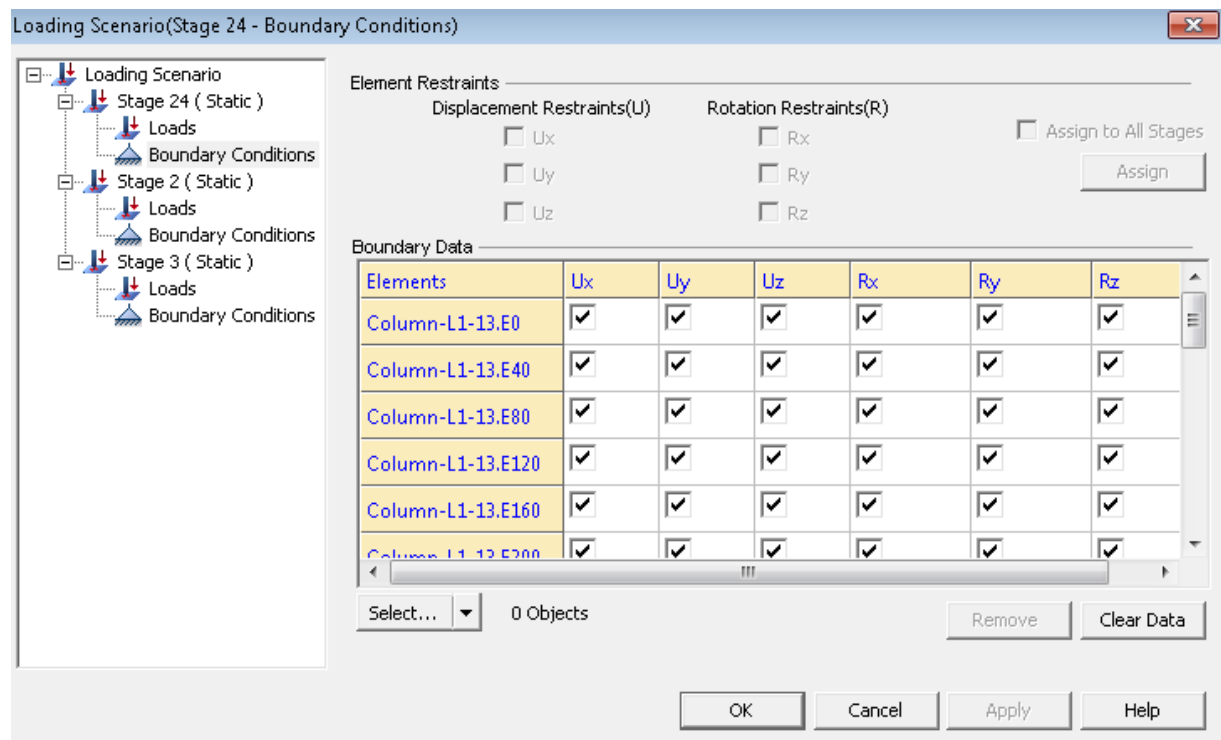 Loading Scenario(Stage 24 - Boundary Conditions)
Loading Scenario
Stage 24 ( Static )
Loads
Boundary Conditions
Stage 2 ( Static )
Loads
Boundary Conditions
Stage 3 ( Static )
Loads
Boundary Conditions
Element Restraints
Displacement Restraints(U) Rotation Restraints(R)
Ux Rx Assign to All Stages
Uy Ry Assign
Uz Rz
Boundary Data
Elements Ux Uy Uz Rx Ry Rz
Column-L1-13.E0
Column-L1-13.E40
Column-L1-13.E80
Column-L1-13.E120
Column-L1-13.E160
Column-L1-13.E200
Select... 0 Objects Remove Clear Data
OK Cancel Apply Help